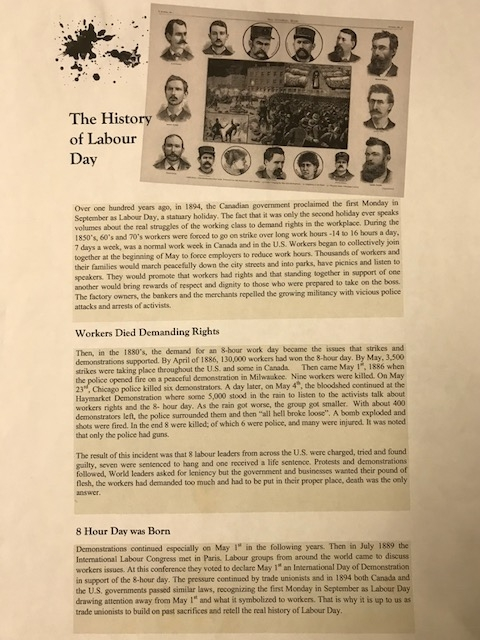 The History
of Labour
Day
Over one hundred years ago, in 1894, the Canadian government proclaimed the first Monday in
September as Labour Day, a statuary holiday. The fact that it was only the second holiday ever speaks
volumes about the real struggles of the working class to demand rights in the workplace. During the
1850's, 60's and 70's workers were forced to go on strike over long work hours -14 to 16 hours a day,
7 days a week, was a normal work week in Canada and in the U.S. Workers began to collectively join
together at the beginning of May to force employers to reduce work hours. Thousands of workers and
their families would march peacefully down the city streets and into parks, have picnics and listen to
speakers. They would promote that workers had rights and that standing together in support of one
another would bring rewards of respect and dignity to those who were prepared to take on the boss.
The factory owners, the bankers and the merchants repelled the growing militancy with vicious police
attacks and arrests of activists.
Workers Died Demanding Rights
Then, in the 1880's, the demand for an 8-hour work day became the issues that strikes and
demonstrations supported. By April of 1886, 130,000 workers had won the 8-hour day. By May, 3,500
strikes were taking place throughout the U.S. and some in Canada. Then came May 1st, 1886 when
the police opened fire on a peaceful demonstration in Milwaukee. Nine workers were killed. On May
23rd, Chicago police killed six demonstrators. A day later, on May 4th, the bloodshed continued at the
Haymarket Demonstration where some 5,000 stood in the rain to listen to the activists talk about
workers rights and the 8- hour day. As the rain got worse, the group got smaller. With about 400
demonstrators left, the police surrounded them and then "all hell broke loose". A bomb exploded and
shots were fired. In the end 8 were killed; of which 6 were police, and many were injured. It was noted
that only the police had guns.
The result of this incident was that 8 labour leaders from across the U.S. were charged, tried and found
guilty, seven were sentenced to hang and one received a life sentence. Protests and demonstrations
followed, World leaders asked for leniency but the government and businesses wanted their pound of
flesh, the workers had demanded too much and had to be put in their proper place, death was the only
answer.
8 Hour Day was Born
Demonstrations continued especially on May 1st in the following years. Then in July 1889 the
International Labour Congress met in Paris. Labour groups from around the world came to discuss
workers issues. At this conference they voted to declare May 1st an International Day of Demonstration
in support of the 8-hour day. The pressure continued by trade unionists and in 1894 both Canada and
the U.S. governments passed similar laws, recognizing the first Monday in September as Labour Day
drawing attention away from May 1st and what it symbolized to workers. That is why it is up to us as
trade unionists to build on past sacrifices and retell the real history of Labour Day.